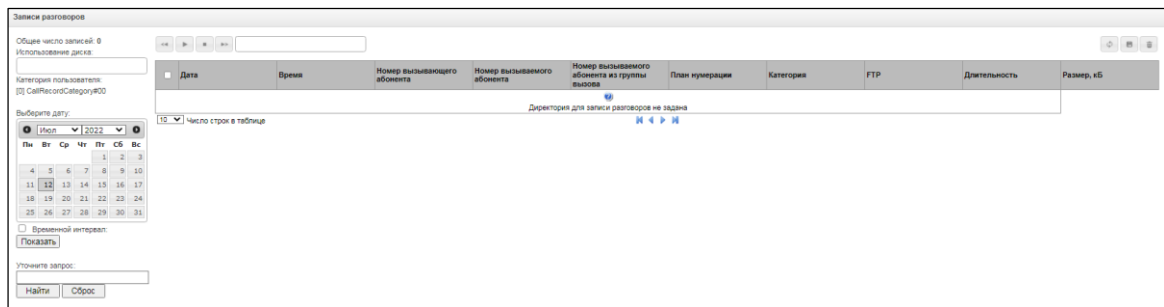 Записи разговоров
Общее число записей: 0
Использование диска:
Категория пользователя:
[0] CallRecordCategory#00
Выберите дату:
Июл 2022
Пн Вт Ср Чт Пт Сб Вс
1 2 3
4 5 6 7 8 9 10
11 12 13 14 15 16 17
18 19 20 21 22 23 24
25 26 27 28 29 30 31
Временной интервал:
Показать
Уточните запрос:
Найти Сброс
Дата Время Номер вызывающего абонента Номер вызываемого абонента Номер вызываемого абонента из группы вызова План нумерации Категория FTP Длительность Размер, кБ
Директория для записи разговоров не задана
10 Число строк в таблице